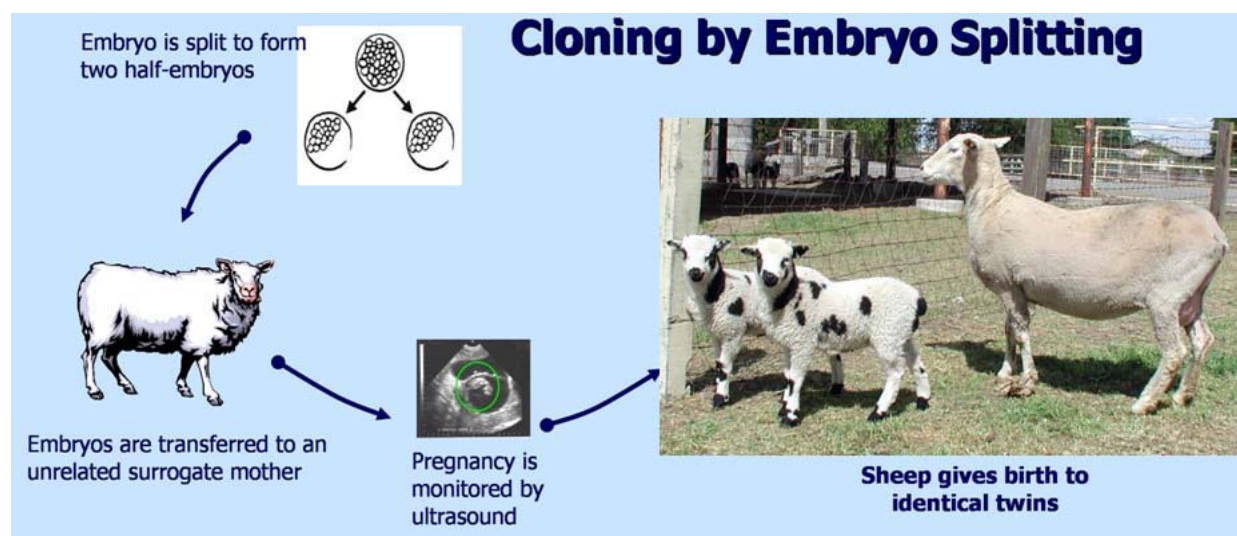 Cloning by Embryo Splitting
Embryo is split to form
two half-embryos
Embryos are transferred to an
unrelated surrogate mother
Pregnancy is
monitored by
ultrasound
Sheep gives birth to
identical twins